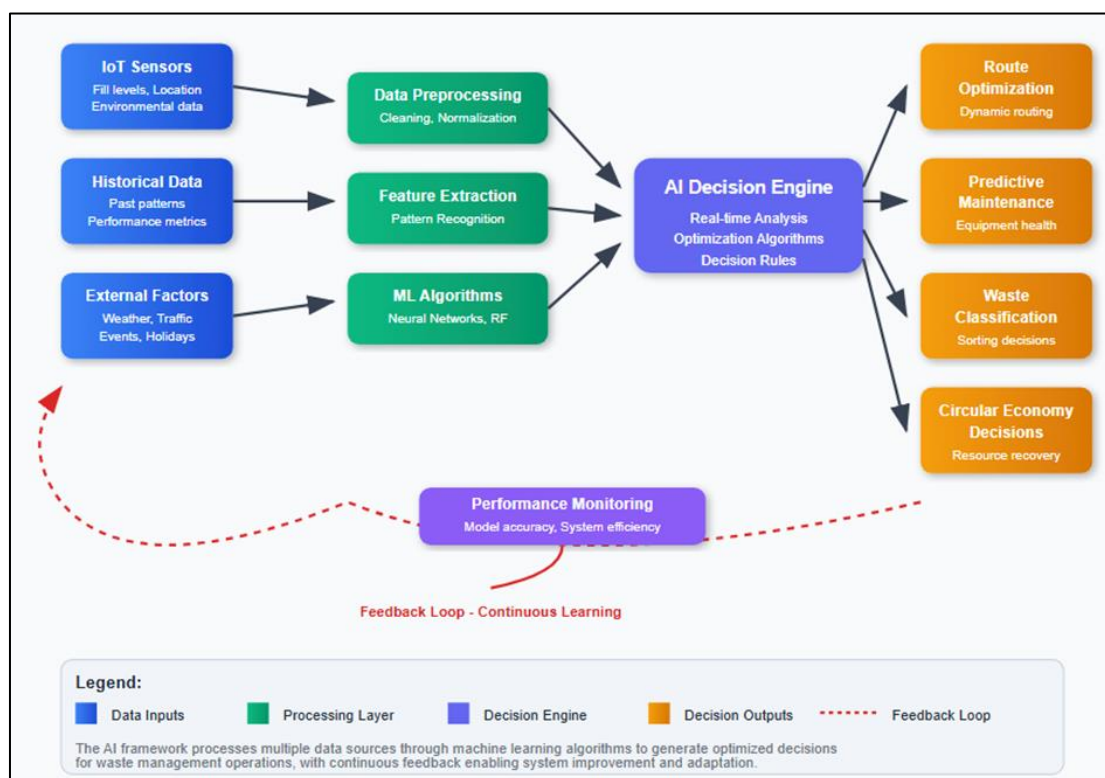 IoT Sensors
Fill levels, Location
Environmental data
Historical Data
Past patterns
Performance metrics
External Factors
Weather, Traffic
Events, Holidays
Data Preprocessing
Cleaning, Normalization
Feature Extraction
Pattern Recognition
ML Algorithms
Neural Networks, RF
AI Decision Engine
Real-time Analysis
Optimization Algorithms
Decision Rules
Route
Optimization
Dynamic routing
Predictive
Maintenance
Equipment health
Waste
Classification
Sorting decisions
Circular Economy
Decisions
Resource recovery
Performance Monitoring
Model accuracy, System efficiency
Feedback Loop - Continuous Learning
Legend:
Data Inputs
Processing Layer
Decision Engine
Decision Outputs
Feedback Loop
The AI framework processes multiple data sources through machine learning algorithms to generate optimized decisions
for waste management operations, with continuous feedback enabling system improvement and adaptation.